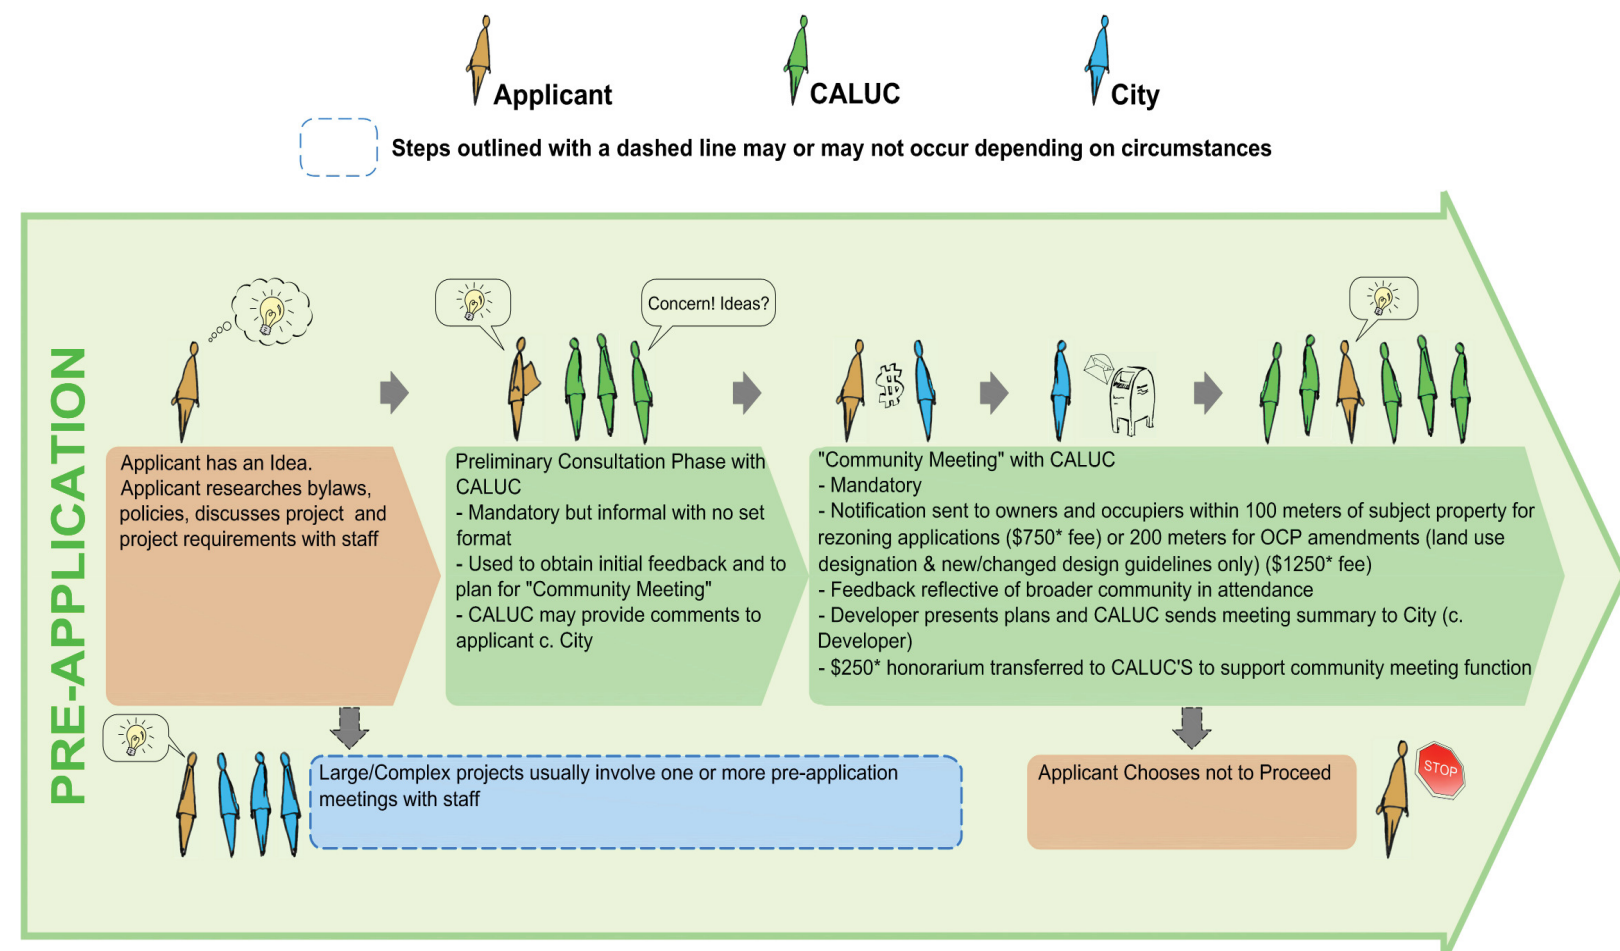 Applicant
CALUC
City
Steps outlined with a dashed line may or may not occur depending on circumstances
PRE-APPLICATION
Concern! Ideas?
Applicant has an Idea.
Applicant researches bylaws,
policies, discusses project and
project requirements with staff
Preliminary Consultation Phase with
CALUC
- Mandatory but informal with no set
format
- Used to obtain initial feedback and to
plan for "Community Meeting"
- CALUC may provide comments to
applicant c. City
"Community Meeting" with CALUC
- Mandatory
- Notification sent to owners and occupiers within 100 meters of subject property for
rezoning applications ($750* fee) or 200 meters for OCP amendments (land use
designation & new/changed design guidelines only) ($1250* fee)
- Feedback reflective of broader community in attendance
- Developer presents plans and CALUC sends meeting summary to City (c.
Developer)
- $250* honorarium transferred to CALUC'S to support community meeting function
Large/Complex projects usually involve one or more pre-application
meetings with staff
Applicant Chooses not to Proceed
STOP